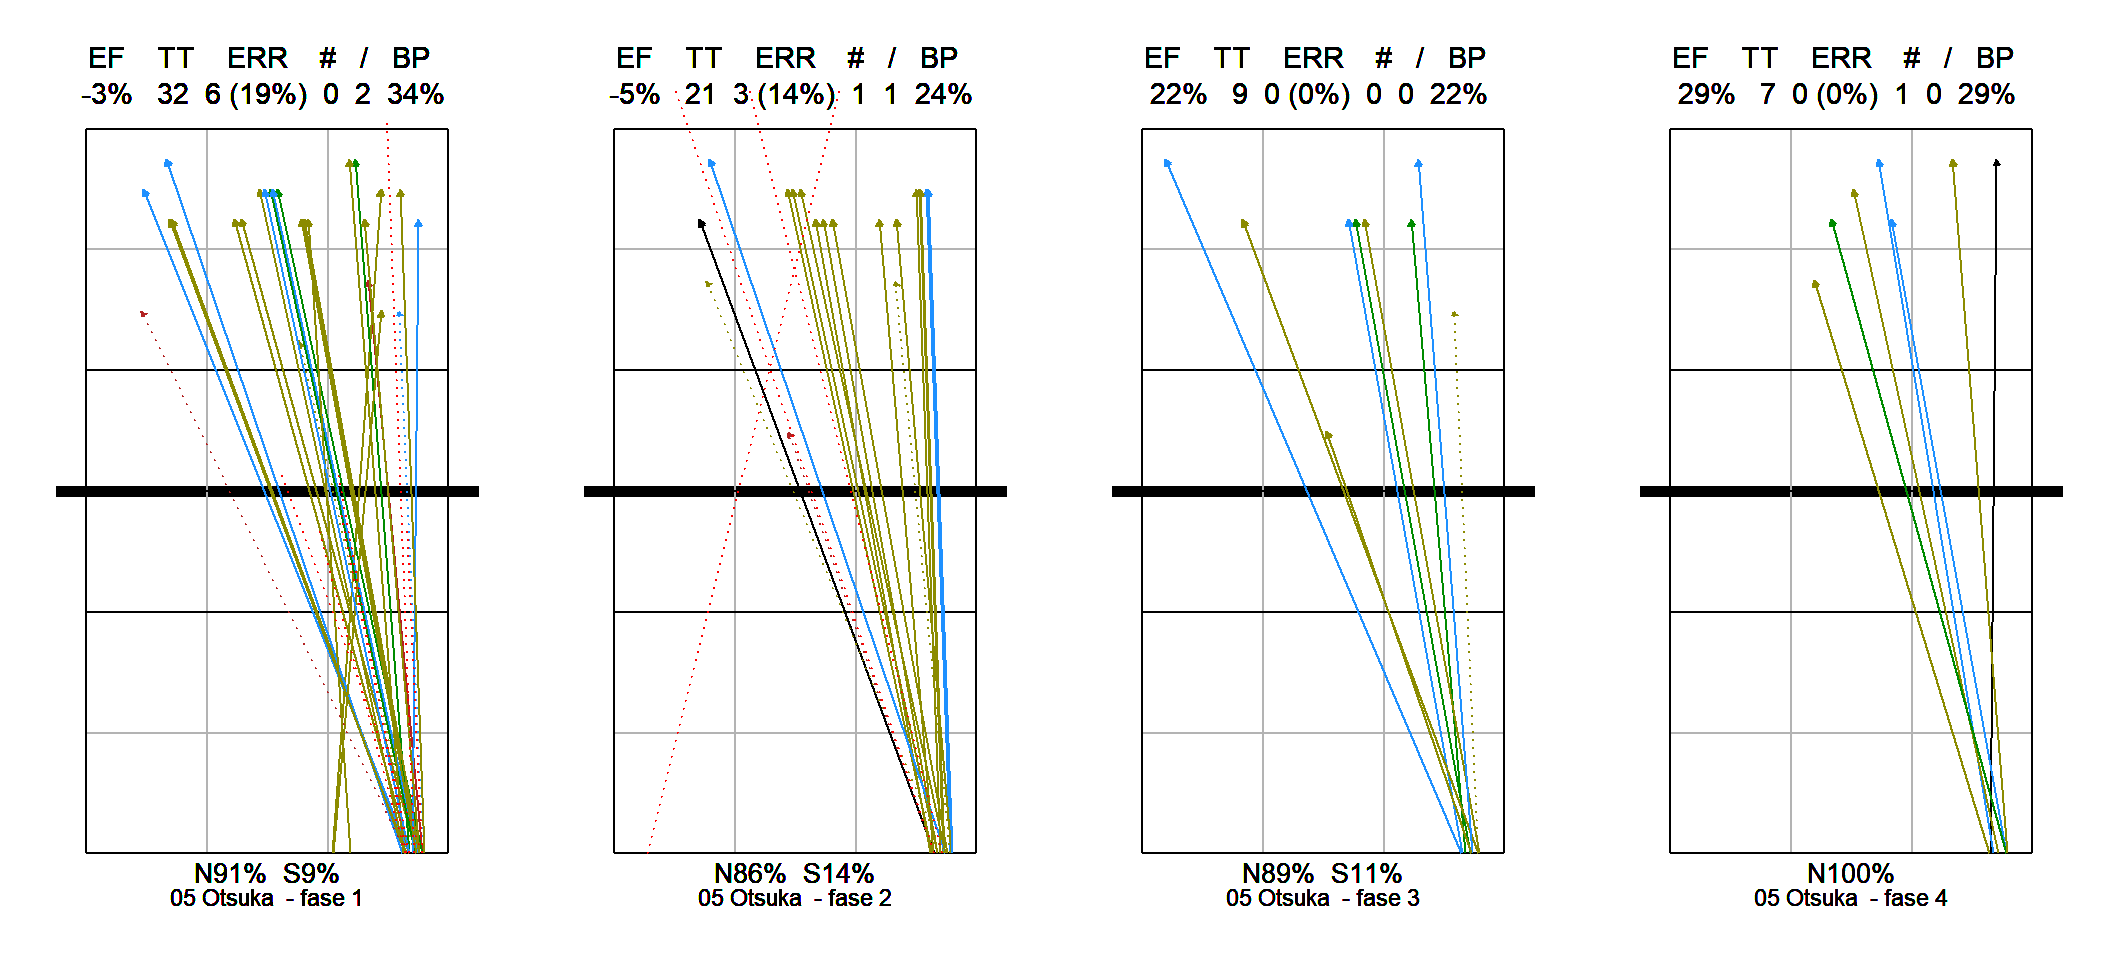 EF TT ERR # / BP
-3% 32 6 (19%) 0 2 34%
N91% S9%
05 Otsuka - fase 1
EF TT ERR # / BP
-5% 21 3 (14%) 1 1 24%
N86% S14%
05 Otsuka - fase 2
EF TT ERR # / BP
22% 9 0 (0%) 0 0 22%
N89% S11%
05 Otsuka - fase 3
EF TT ERR # / BP
29% 7 0 (0%) 1 0 29%
N100%
05 Otsuka - fase 4